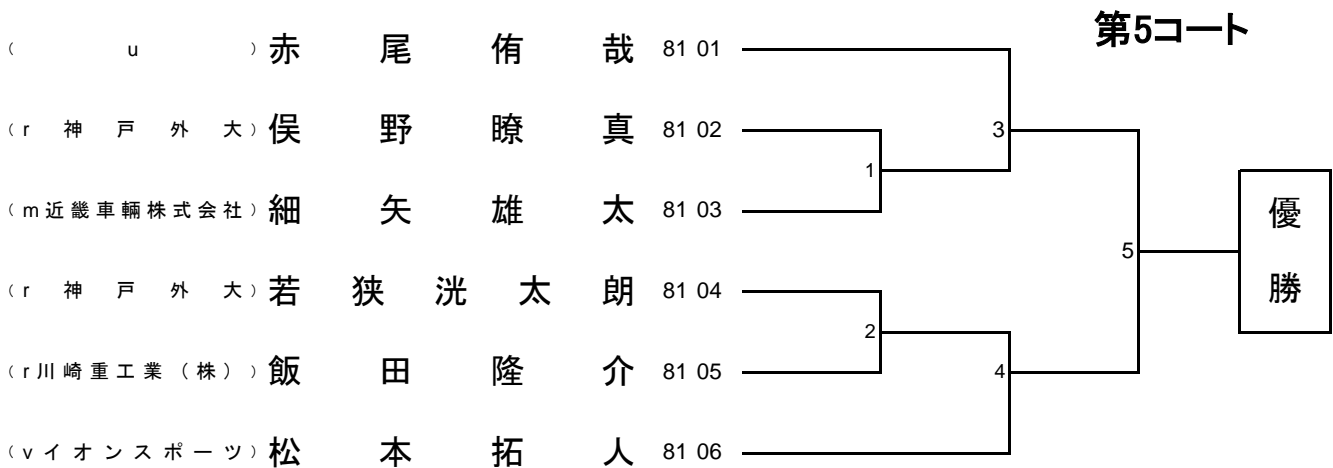 第5コート
（ u ） 赤尾侑哉 81 01
（r 神戸外大） 俣野瞭真 81 02
（m近畿車輛株式会社） 細矢雄太 81 03
（r 神戸外大） 若狭洸太朗 81 04
（r川崎重工業（株）） 飯田隆介 81 05
（vイオンスポーツ） 松本拓人 81 06
1
2
3
4
5
優勝